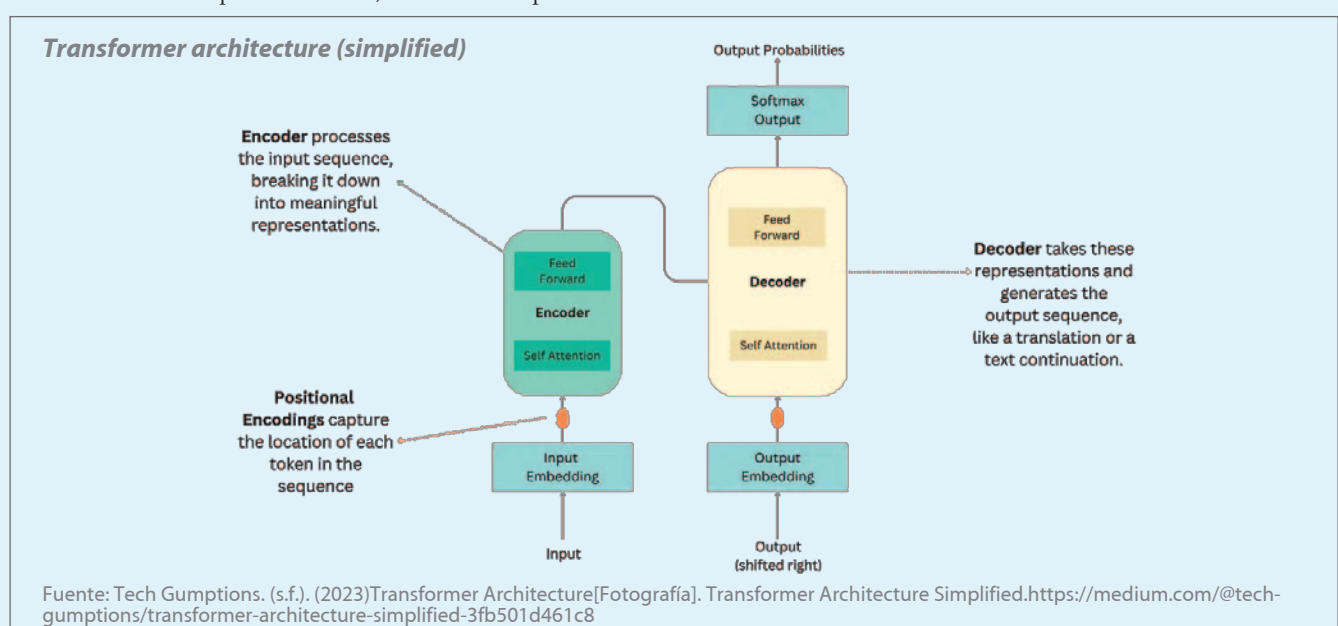 Transformer architecture (simplified)
Output Probabilities
Softmax
Output
Encoder processes
the input sequence,
breaking it down
into meaningful
representations.
Feed
Forward
Encoder
Self Attention
Feed
Forward
Decoder
Self Attention
Decoder takes these
representations and
generates the
output sequence,
like a translation or a
text continuation.
Positional
Encodings capture
the location of each
token in the
sequence
Input
Embedding
Output
Embedding
Input
Output
(shifted right)
Fuente: Tech Gumptions. (s.f.). (2023)Transformer Architecture[Fotografía]. Transformer Architecture Simplified.https://medium.com/@tech-
gumptions/transformer-architecture-simplified-3fb501d461c8